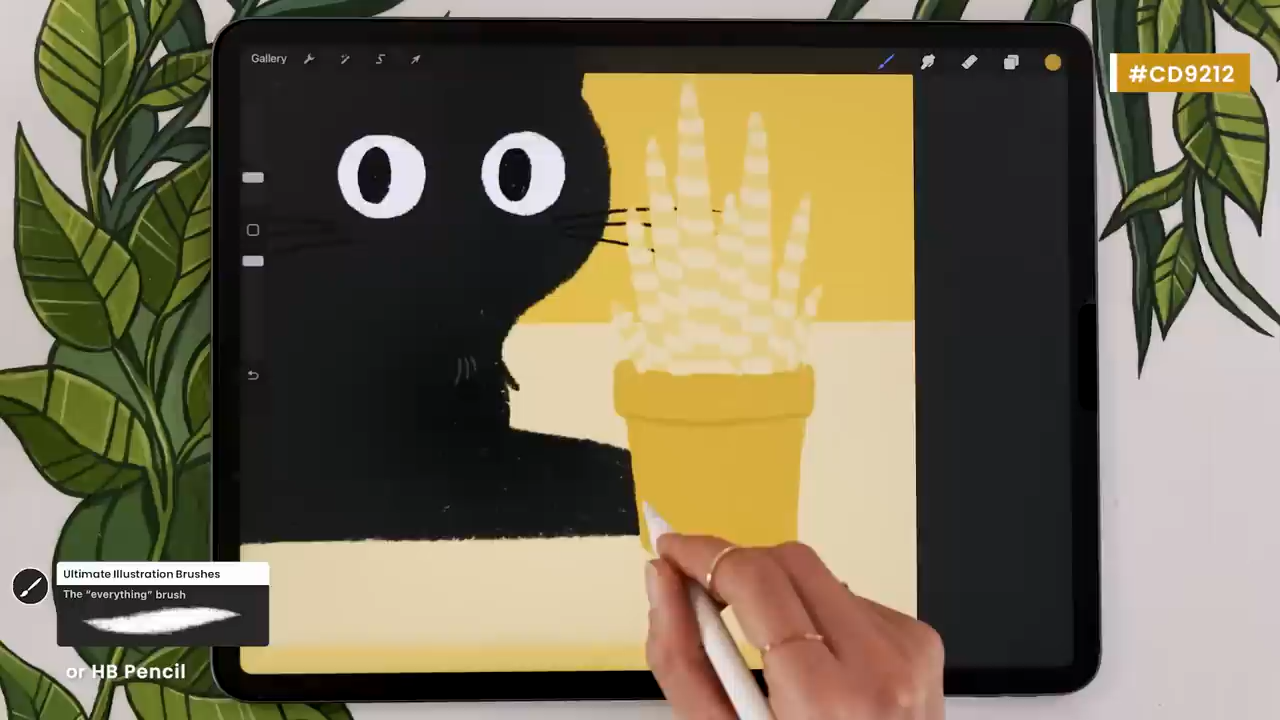 Gallery
#CD9212
Ultimate Illustration Brushes
The “everything” brush
or HB Pencil